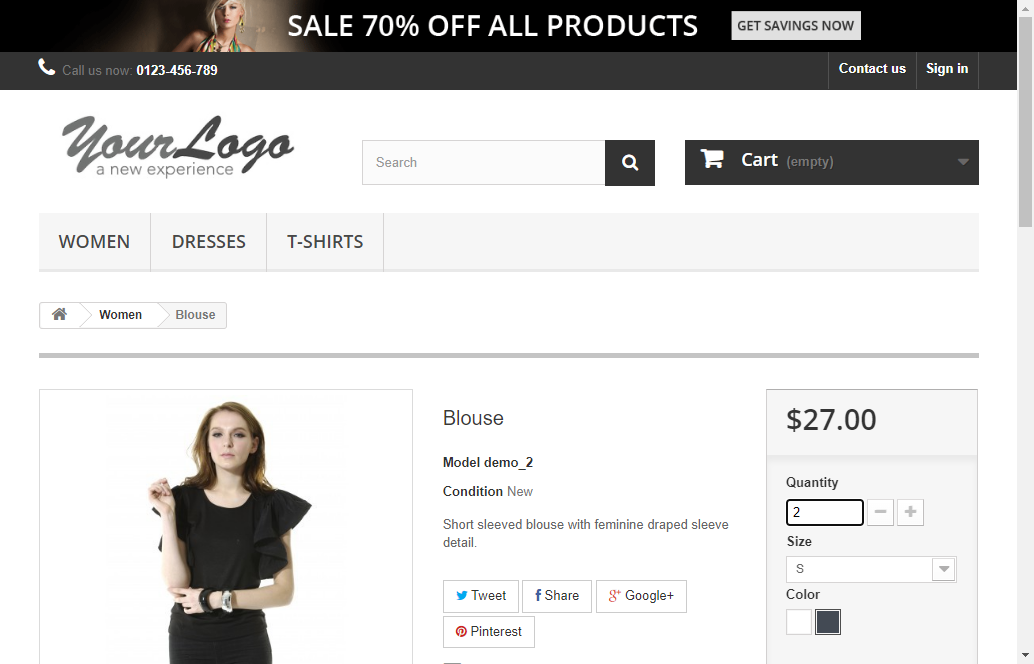 SALE 70% OFF ALL PRODUCTS GET SAVINGS NOW
Call us now: 0123-456-789 Contact us Sign in
YourLogo
a new experience
Search
Cart (empty)
WOMEN DRESSES T-SHIRTS
Women Blouse
Blouse
Model demo_2
Condition New
Short sleeved blouse with feminine draped sleeve
detail.
Tweet Share Google+
Pinterest
$27.00
Quantity
2
Size
S
Color